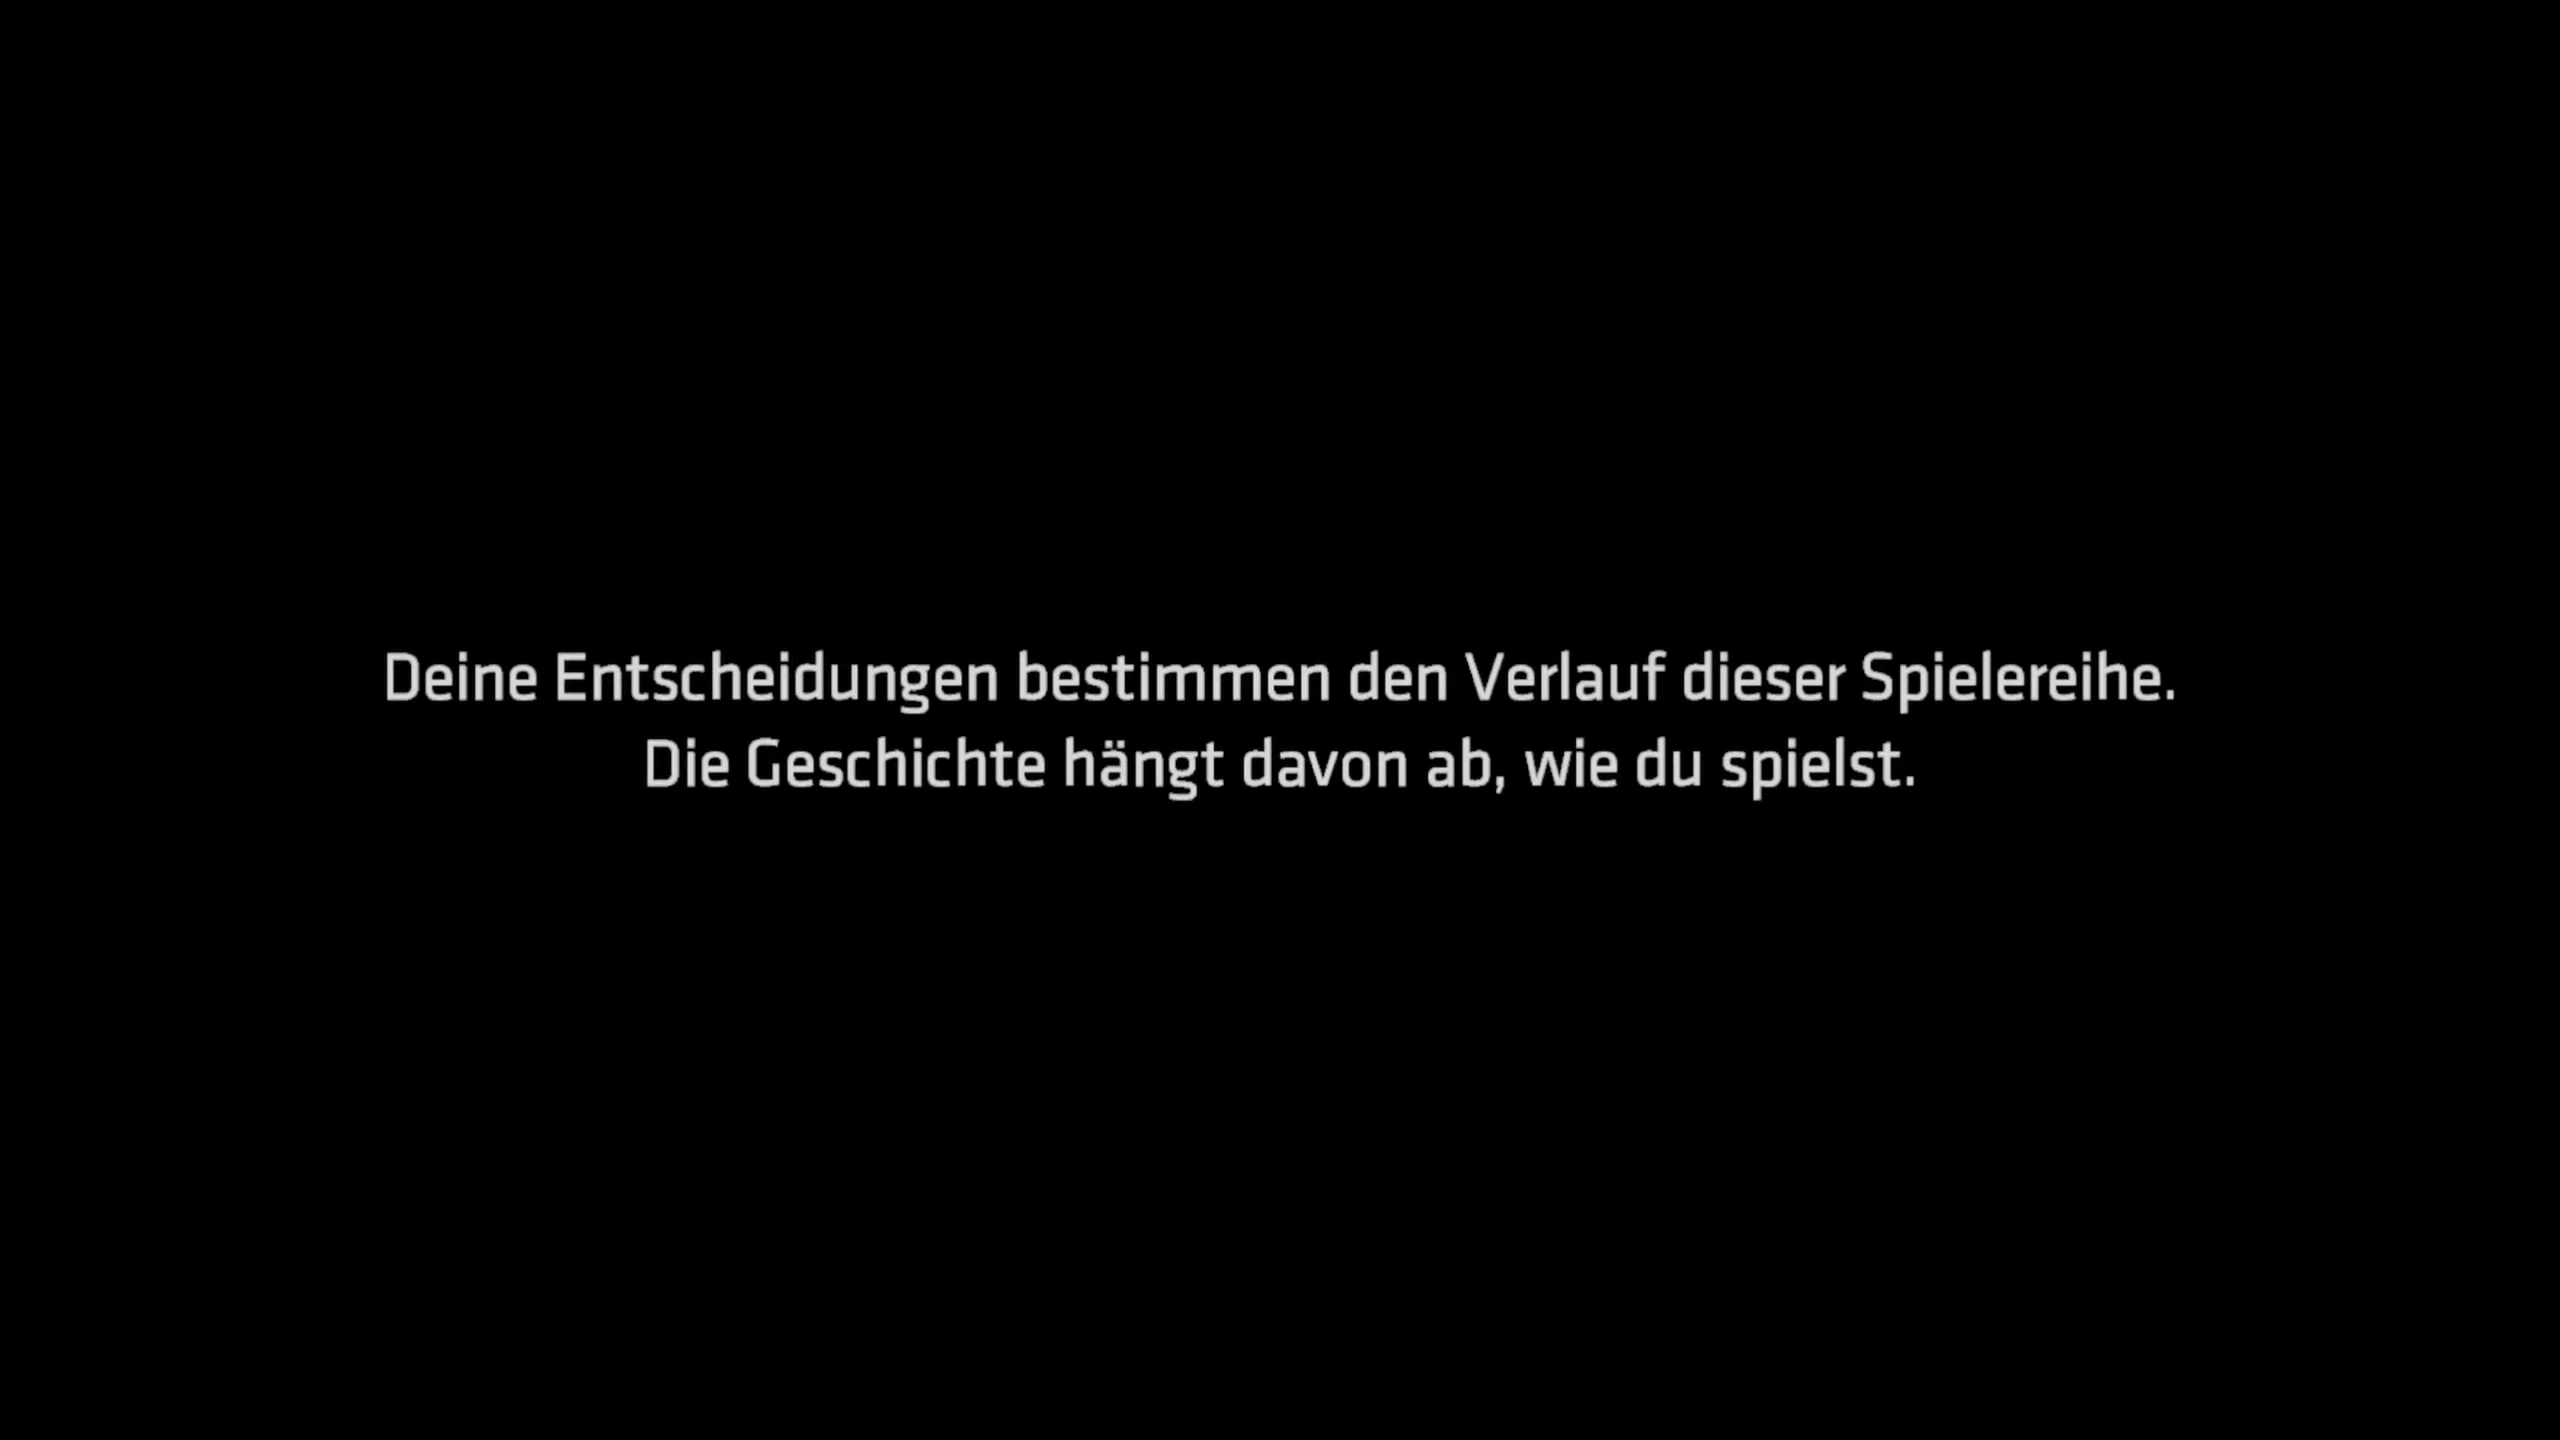 Deine Entscheidungen bestimmen den Verlauf dieser Spielereihe.
Die Geschichte hängt davon ab, wie du spielst.